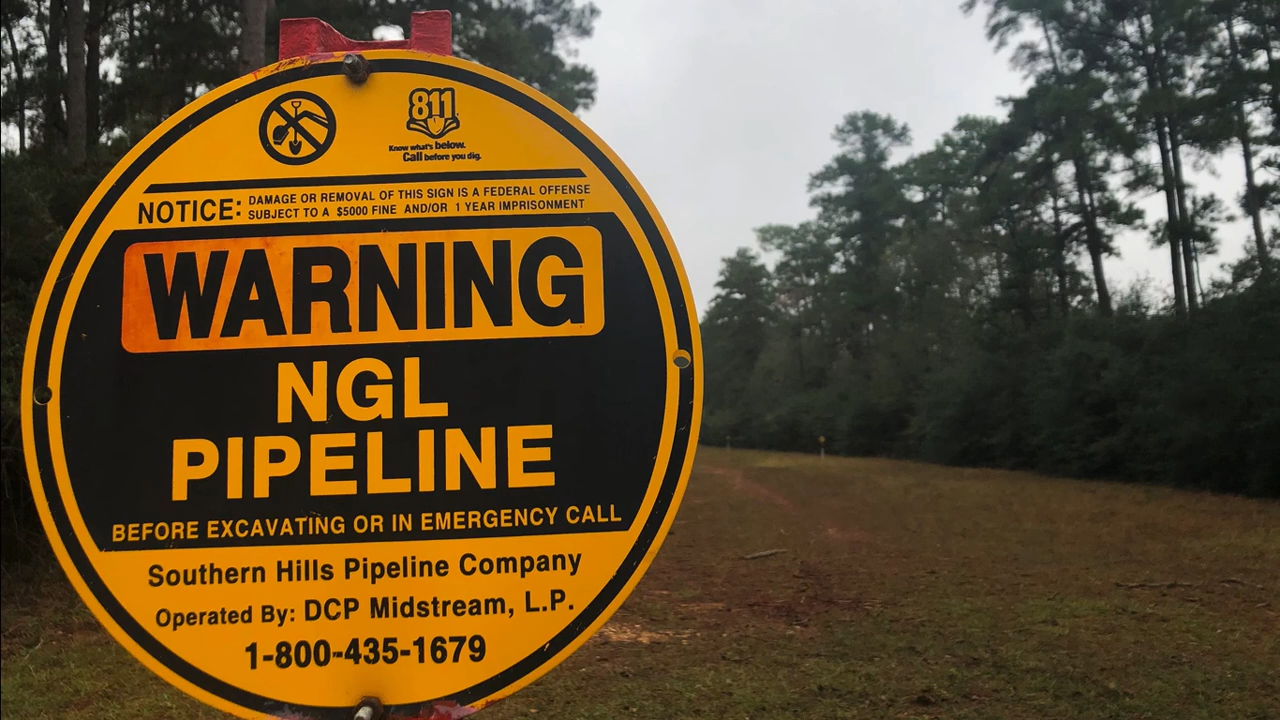 811
Know what's below.
Call before you dig.
NOTICE: DAMAGE OR REMOVAL OF THIS SIGN IS A FEDERAL OFFENSE
SUBJECT TO A $5000 FINE AND/OR 1 YEAR IMPRISONMENT
WARNING
NGL
PIPELINE
BEFORE EXCAVATING OR IN EMERGENCY CALL
Southern Hills Pipeline Company
Operated By: DCP Midstream, L.P.
1-800-435-1679